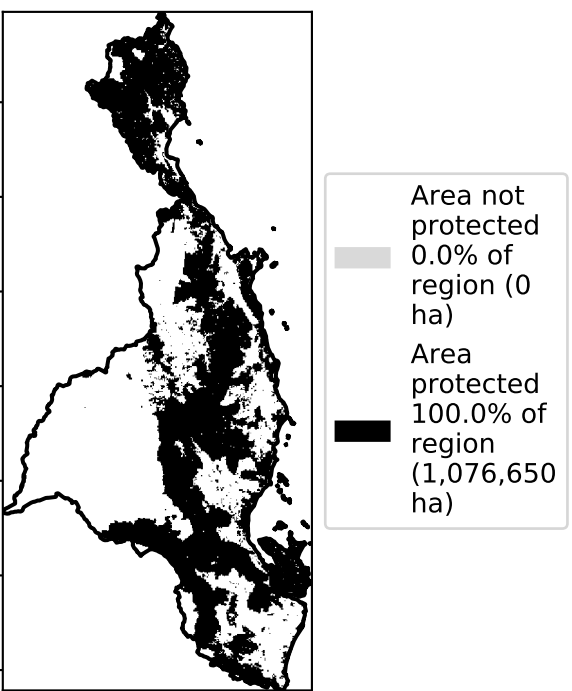 Area not
protected
0.0% of
region (0
ha)
Area
protected
100.0% of
region
(1,076,650
ha)